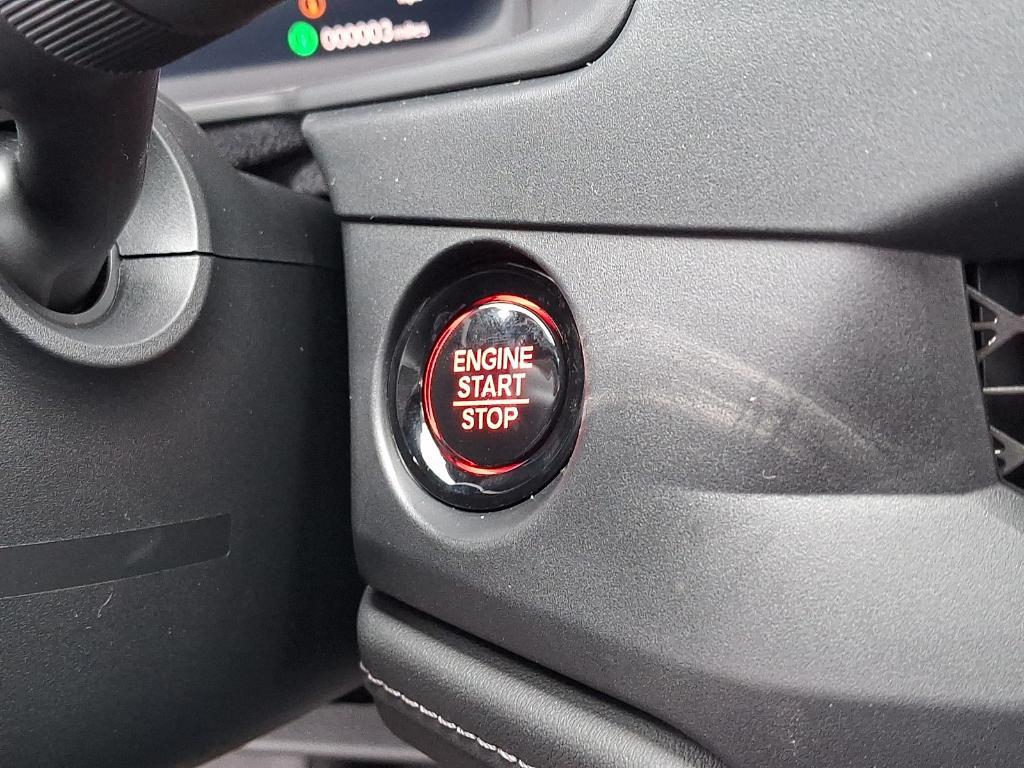 000003 miles
ENGINE
START
STOP